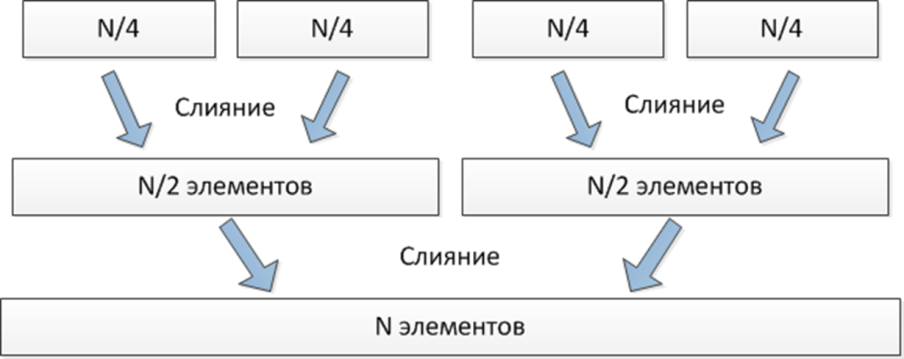 N/4
N/4
N/4
N/4
Слияние
Слияние
N/2 элементов
N/2 элементов
Слияние
N элементов